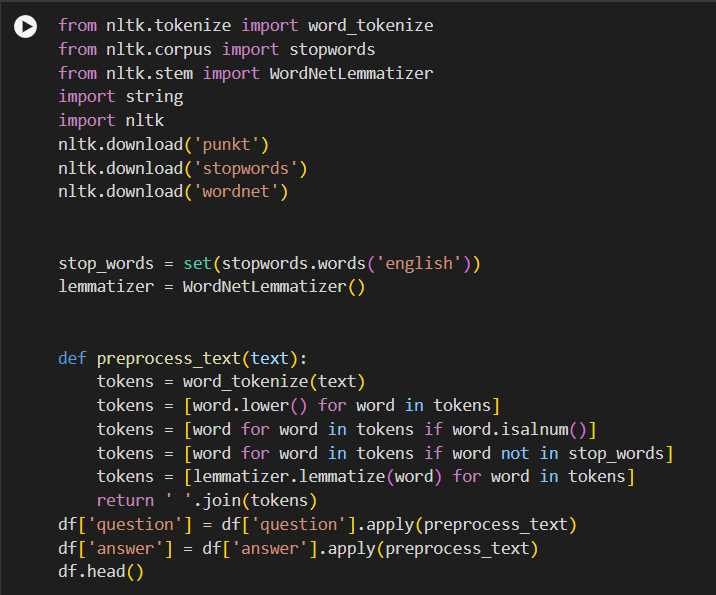 from nltk.tokenize import word_tokenize
from nltk.corpus import stopwords
from nltk.stem import WordNetLemmatizer
import string
import nltk
nltk.download('punkt')
nltk.download('stopwords')
nltk.download('wordnet')
stop_words = set(stopwords.words('english'))
lemmatizer = WordNetLemmatizer()
def preprocess_text(text):
    tokens = word_tokenize(text)
    tokens = [word.lower() for word in tokens]
    tokens = [word for word in tokens if word.isalnum()]
    tokens = [word for word in tokens if word not in stop_words]
    tokens = [lemmatizer.lemmatize(word) for word in tokens]
    return ' '.join(tokens)
df['question'] = df['question'].apply(preprocess_text)
df['answer'] = df['answer'].apply(preprocess_text)
df.head()